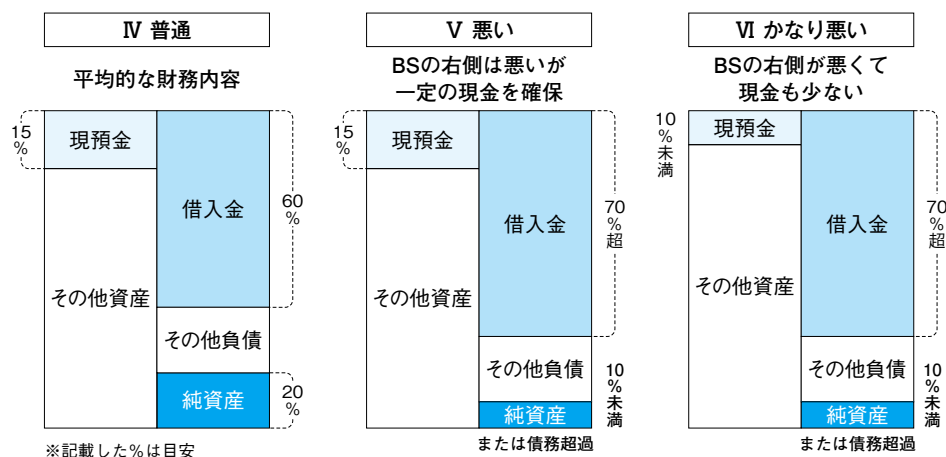 Ⅳ 普通
平均的な財務内容
15%
現預金
借入金
60%
その他資産
その他負債
純資産
20%
※記載した%は目安
Ⅴ 悪い
BSの右側は悪いが
一定の現金を確保
15%
現預金
借入金
70%超
その他資産
その他負債
純資産
10%未満
または債務超過
Ⅵ かなり悪い
BSの右側が悪くて
現金も少ない
10%未満
現預金
借入金
70%超
その他資産
その他負債
純資産
10%未満
または債務超過